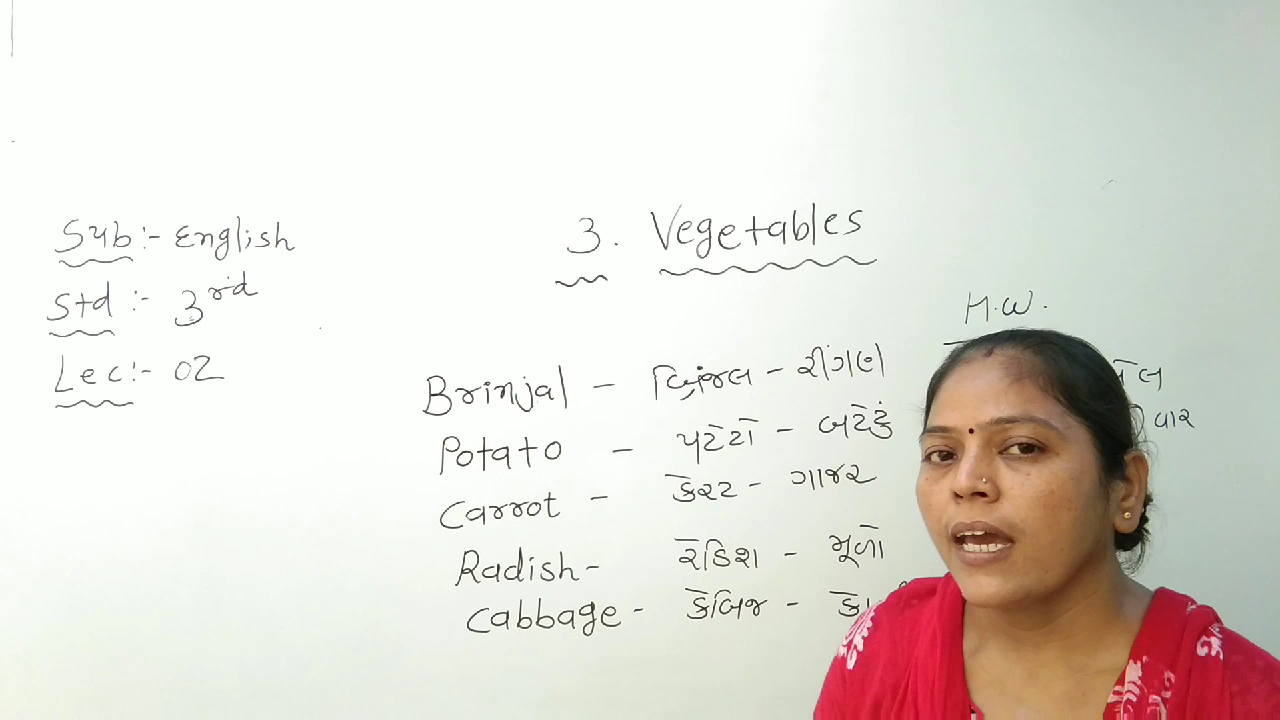 Sub:- English
Std :- 3rd
Lec:- 02
3. Vegetables
H.W.
Brinjal - બ્રિંજલ - રીંગણ
Potato - પટેટો - બટેકું
Carrot - કેરટ - ગાજર
Radish - રેડિશ - મૂળો
Cabbage - કેબિજ -
વાર